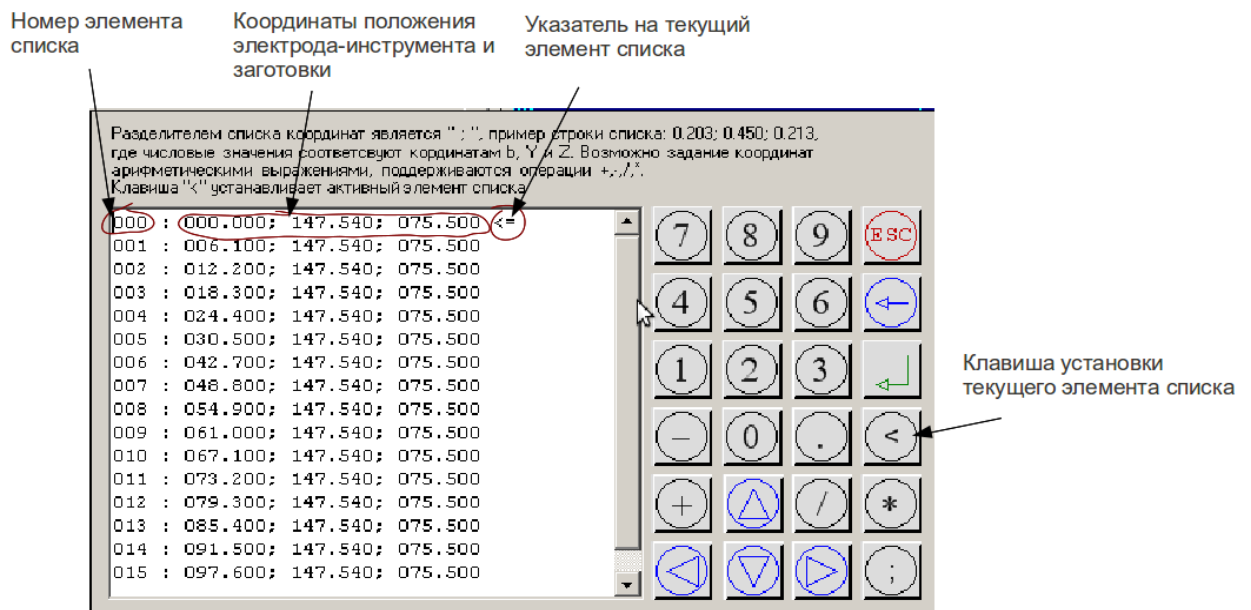 Номер элемента
списка
Координаты положения
электрода-инструмента и
заготовки
Указатель на текущий
элемент списка
Разделителем списка координат является " ; ", пример строки списка: 0.203; 0.450; 0.213,
где числовые значения соответсвуют кординатам b, Y и Z. Возможно задание координат
арифметическими выражениями, поддерживаются операции +,-,/,*.
Клавиша "<" устанавливает активный элемент списка
000 : 000.000; 147.540; 075.500 <=
001 : 006.100; 147.540; 075.500
002 : 012.200; 147.540; 075.500
003 : 018.300; 147.540; 075.500
004 : 024.400; 147.540; 075.500
005 : 030.500; 147.540; 075.500
006 : 042.700; 147.540; 075.500
007 : 048.800; 147.540; 075.500
008 : 054.900; 147.540; 075.500
009 : 061.000; 147.540; 075.500
010 : 067.100; 147.540; 075.500
011 : 073.200; 147.540; 075.500
012 : 079.300; 147.540; 075.500
013 : 085.400; 147.540; 075.500
014 : 091.500; 147.540; 075.500
015 : 097.600; 147.540; 075.500
7 8 9 ESC
4 5 6
1 2 3
− 0 . <
+ / *
;
Клавиша установки
текущего элемента списка